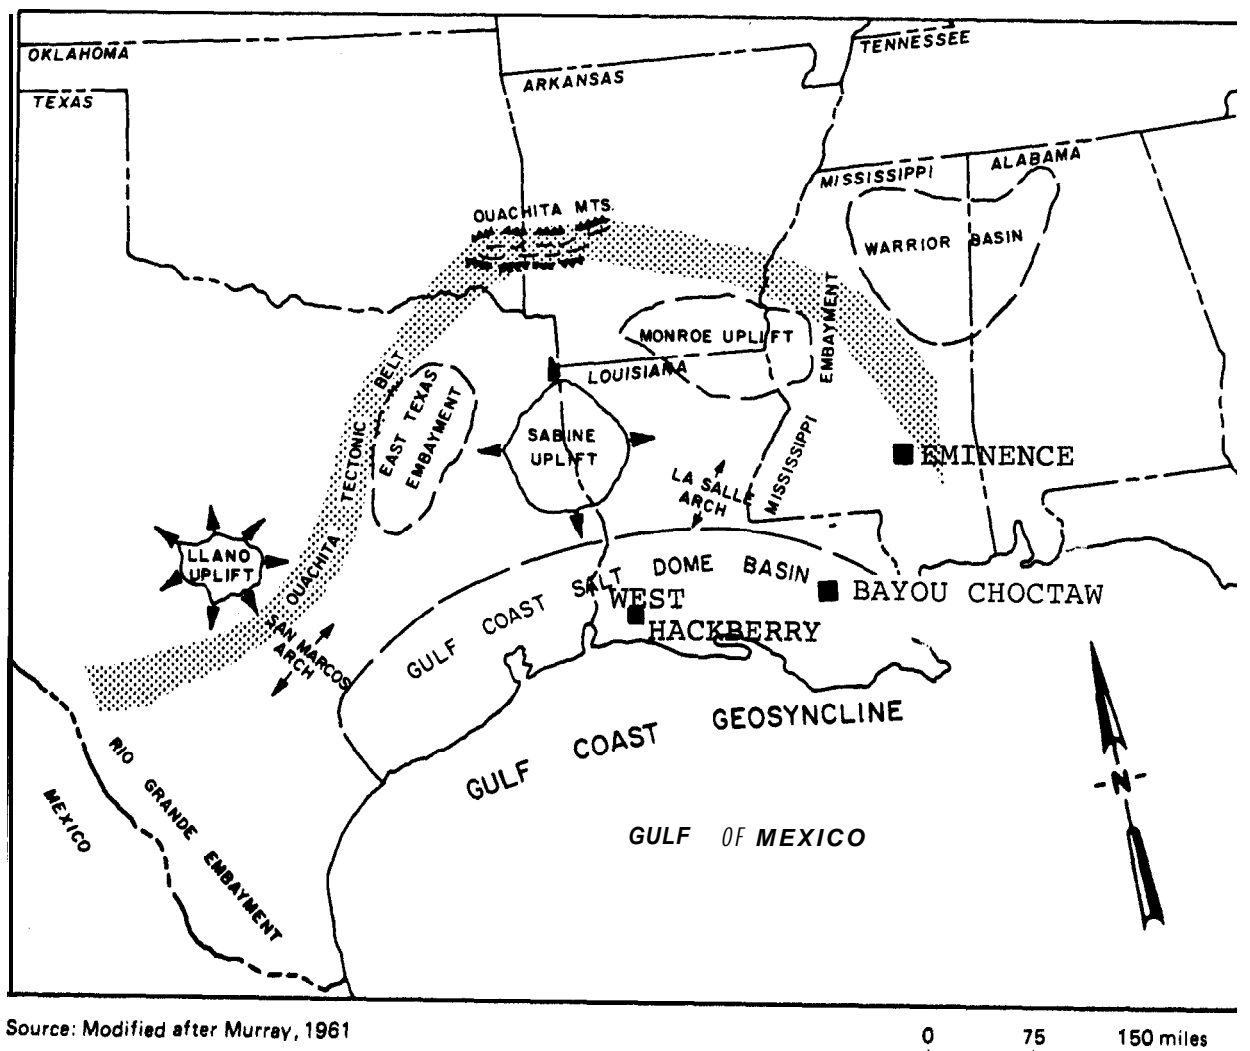 OKLAHOMA
TEXAS
ARKANSAS
TENNESSEE
MISSISSIPPI
ALABAMA
OUACHITA MTS.
WARRIOR BASIN
MONROE UPLIFT
LOUISIANA
MISSISSIPPI EMBAYMENT
OUACHITA TECTONIC BELT
EAST TEXAS
EMBAYMENT
SABINE
UPLIFT
LA SALLE
ARCH
EMINENCE
LLANO
UPLIFT
SAN MARCOS
ARCH
GULF COAST SALT DOME BASIN
WEST
HACKBERRY
BAYOU CHOCTAW
GULF COAST GEOSYNCLINE
RIO GRANDE EMBAYMENT
MEXICO
GULF OF MEXICO
-N-
Source: Modified after Murray, 1961
0 75 150 miles